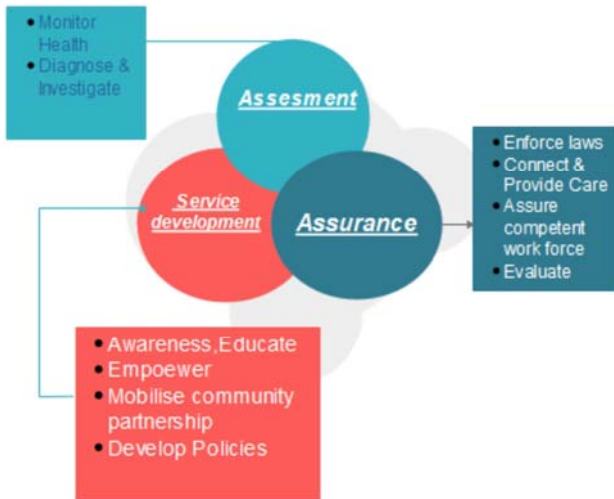 • Monitor
Health
• Diagnose &
Investigate
Assesment
Service
development
Assurance
• Enforce laws
• Connect &
Provide Care
• Assure
competent
work force
• Evaluate
• Awareness,Educate
• Empoewer
• Mobilise community
partnership
• Develop Policies